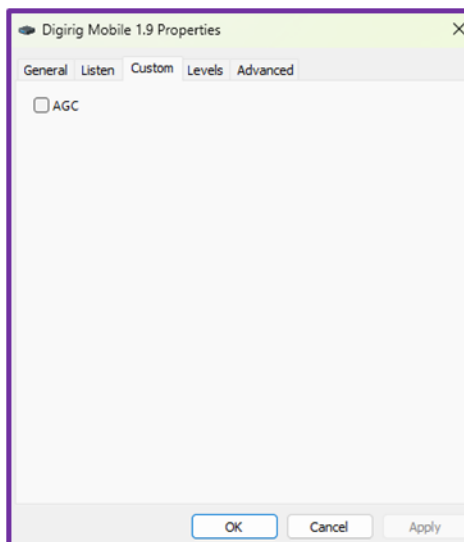 Digirig Mobile 1.9 Properties
General Listen Custom Levels Advanced
AGC
OK Cancel Apply